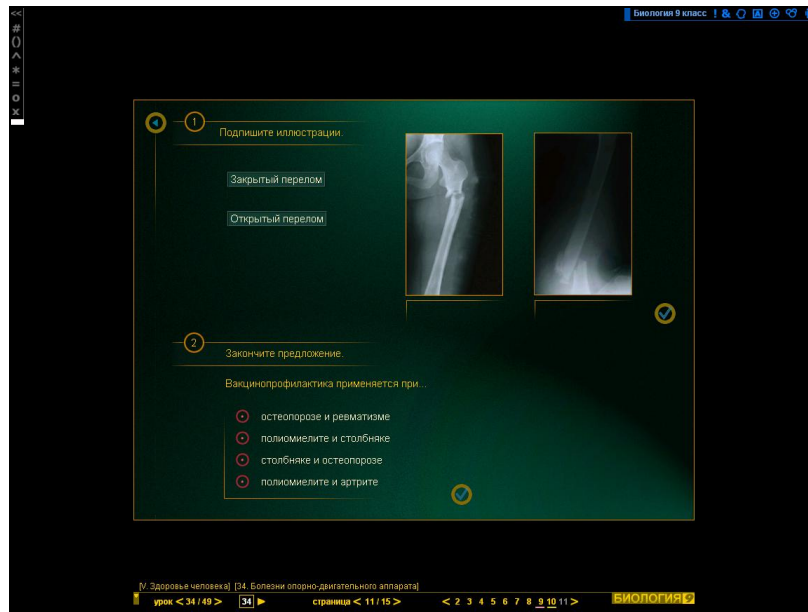 <<
#
()
^
*
=
o
x
Биология 9 класс ! &
1
Подпишите иллюстрации.
Закрытый перелом
Открытый перелом
2
Закончите предложение.
Вакцинопрофилактика применяется при...
остеопорозе и ревматизме
полиомиелите и столбняке
столбняке и остеопорозе
полиомиелите и артрите
[V. Здоровье человека] [34. Болезни опорно-двигательного аппарата]
урок < 34 / 49 > 34 страница < 11 / 15 > < 2 3 4 5 6 7 8 9 10 11 > БИОЛОГИЯ 9